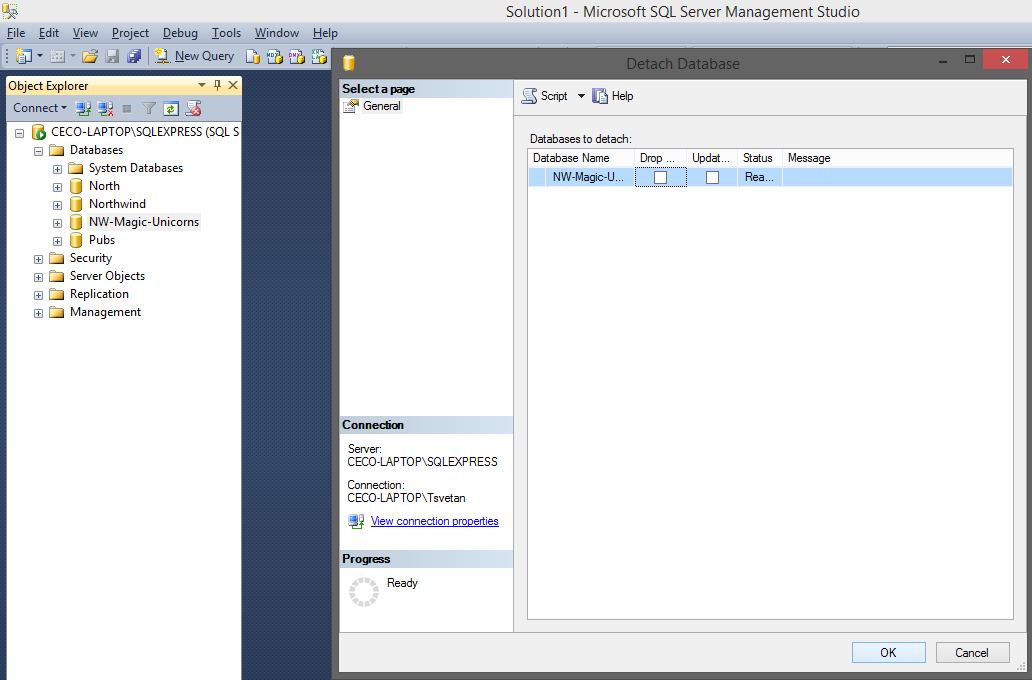 Solution1 - Microsoft SQL Server Management Studio
File Edit View Project Debug Tools Window Help
New Query
Object Explorer
Connect
CECO-LAPTOP\SQLEXPRESS (SQL S
Databases
System Databases
North
Northwind
NW-Magic-Unicorns
Pubs
Security
Server Objects
Replication
Management
Detach Database
Select a page
General
Script Help
Databases to detach:
Database Name Drop ... Updat... Status Message
NW-Magic-U... Rea...
Connection
Server:
CECO-LAPTOP\SQLEXPRESS
Connection:
CECO-LAPTOP\Tsvetan
View connection properties
Progress
Ready
OK Cancel